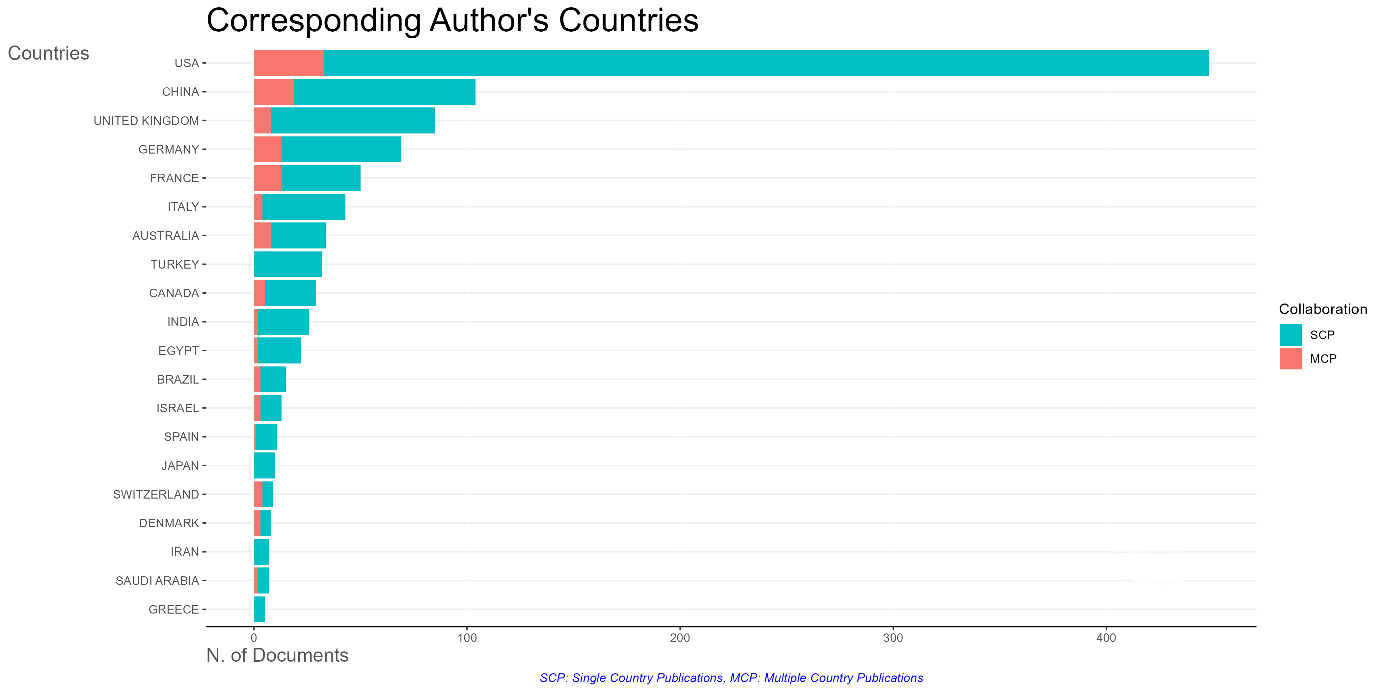 Corresponding Author's Countries
Countries
USA
CHINA
UNITED KINGDOM
GERMANY
FRANCE
ITALY
AUSTRALIA
TURKEY
CANADA
INDIA
EGYPT
BRAZIL
ISRAEL
SPAIN
JAPAN
SWITZERLAND
DENMARK
IRAN
SAUDI ARABIA
GREECE
0 100 200 300 400
N. of Documents
Collaboration
SCP
MCP
SCP: Single Country Publications, MCP: Multiple Country Publications